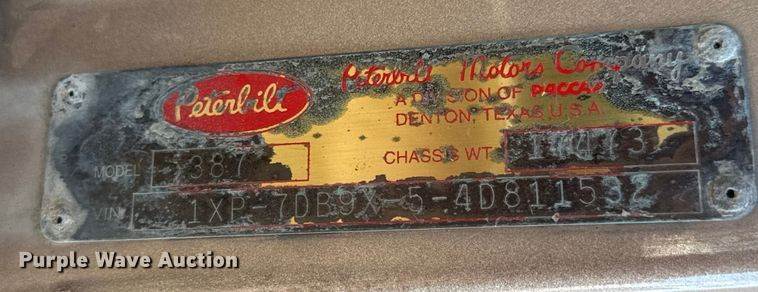 Peterbilt
Peterbilt Motors Company
A DIVISION OF PACCAR
DENTON, TEXAS U.S.A.
MODEL 387
CHASSIS WT.
VIN 1XP-7DB9X-5-4D811532
Purple Wave Auction